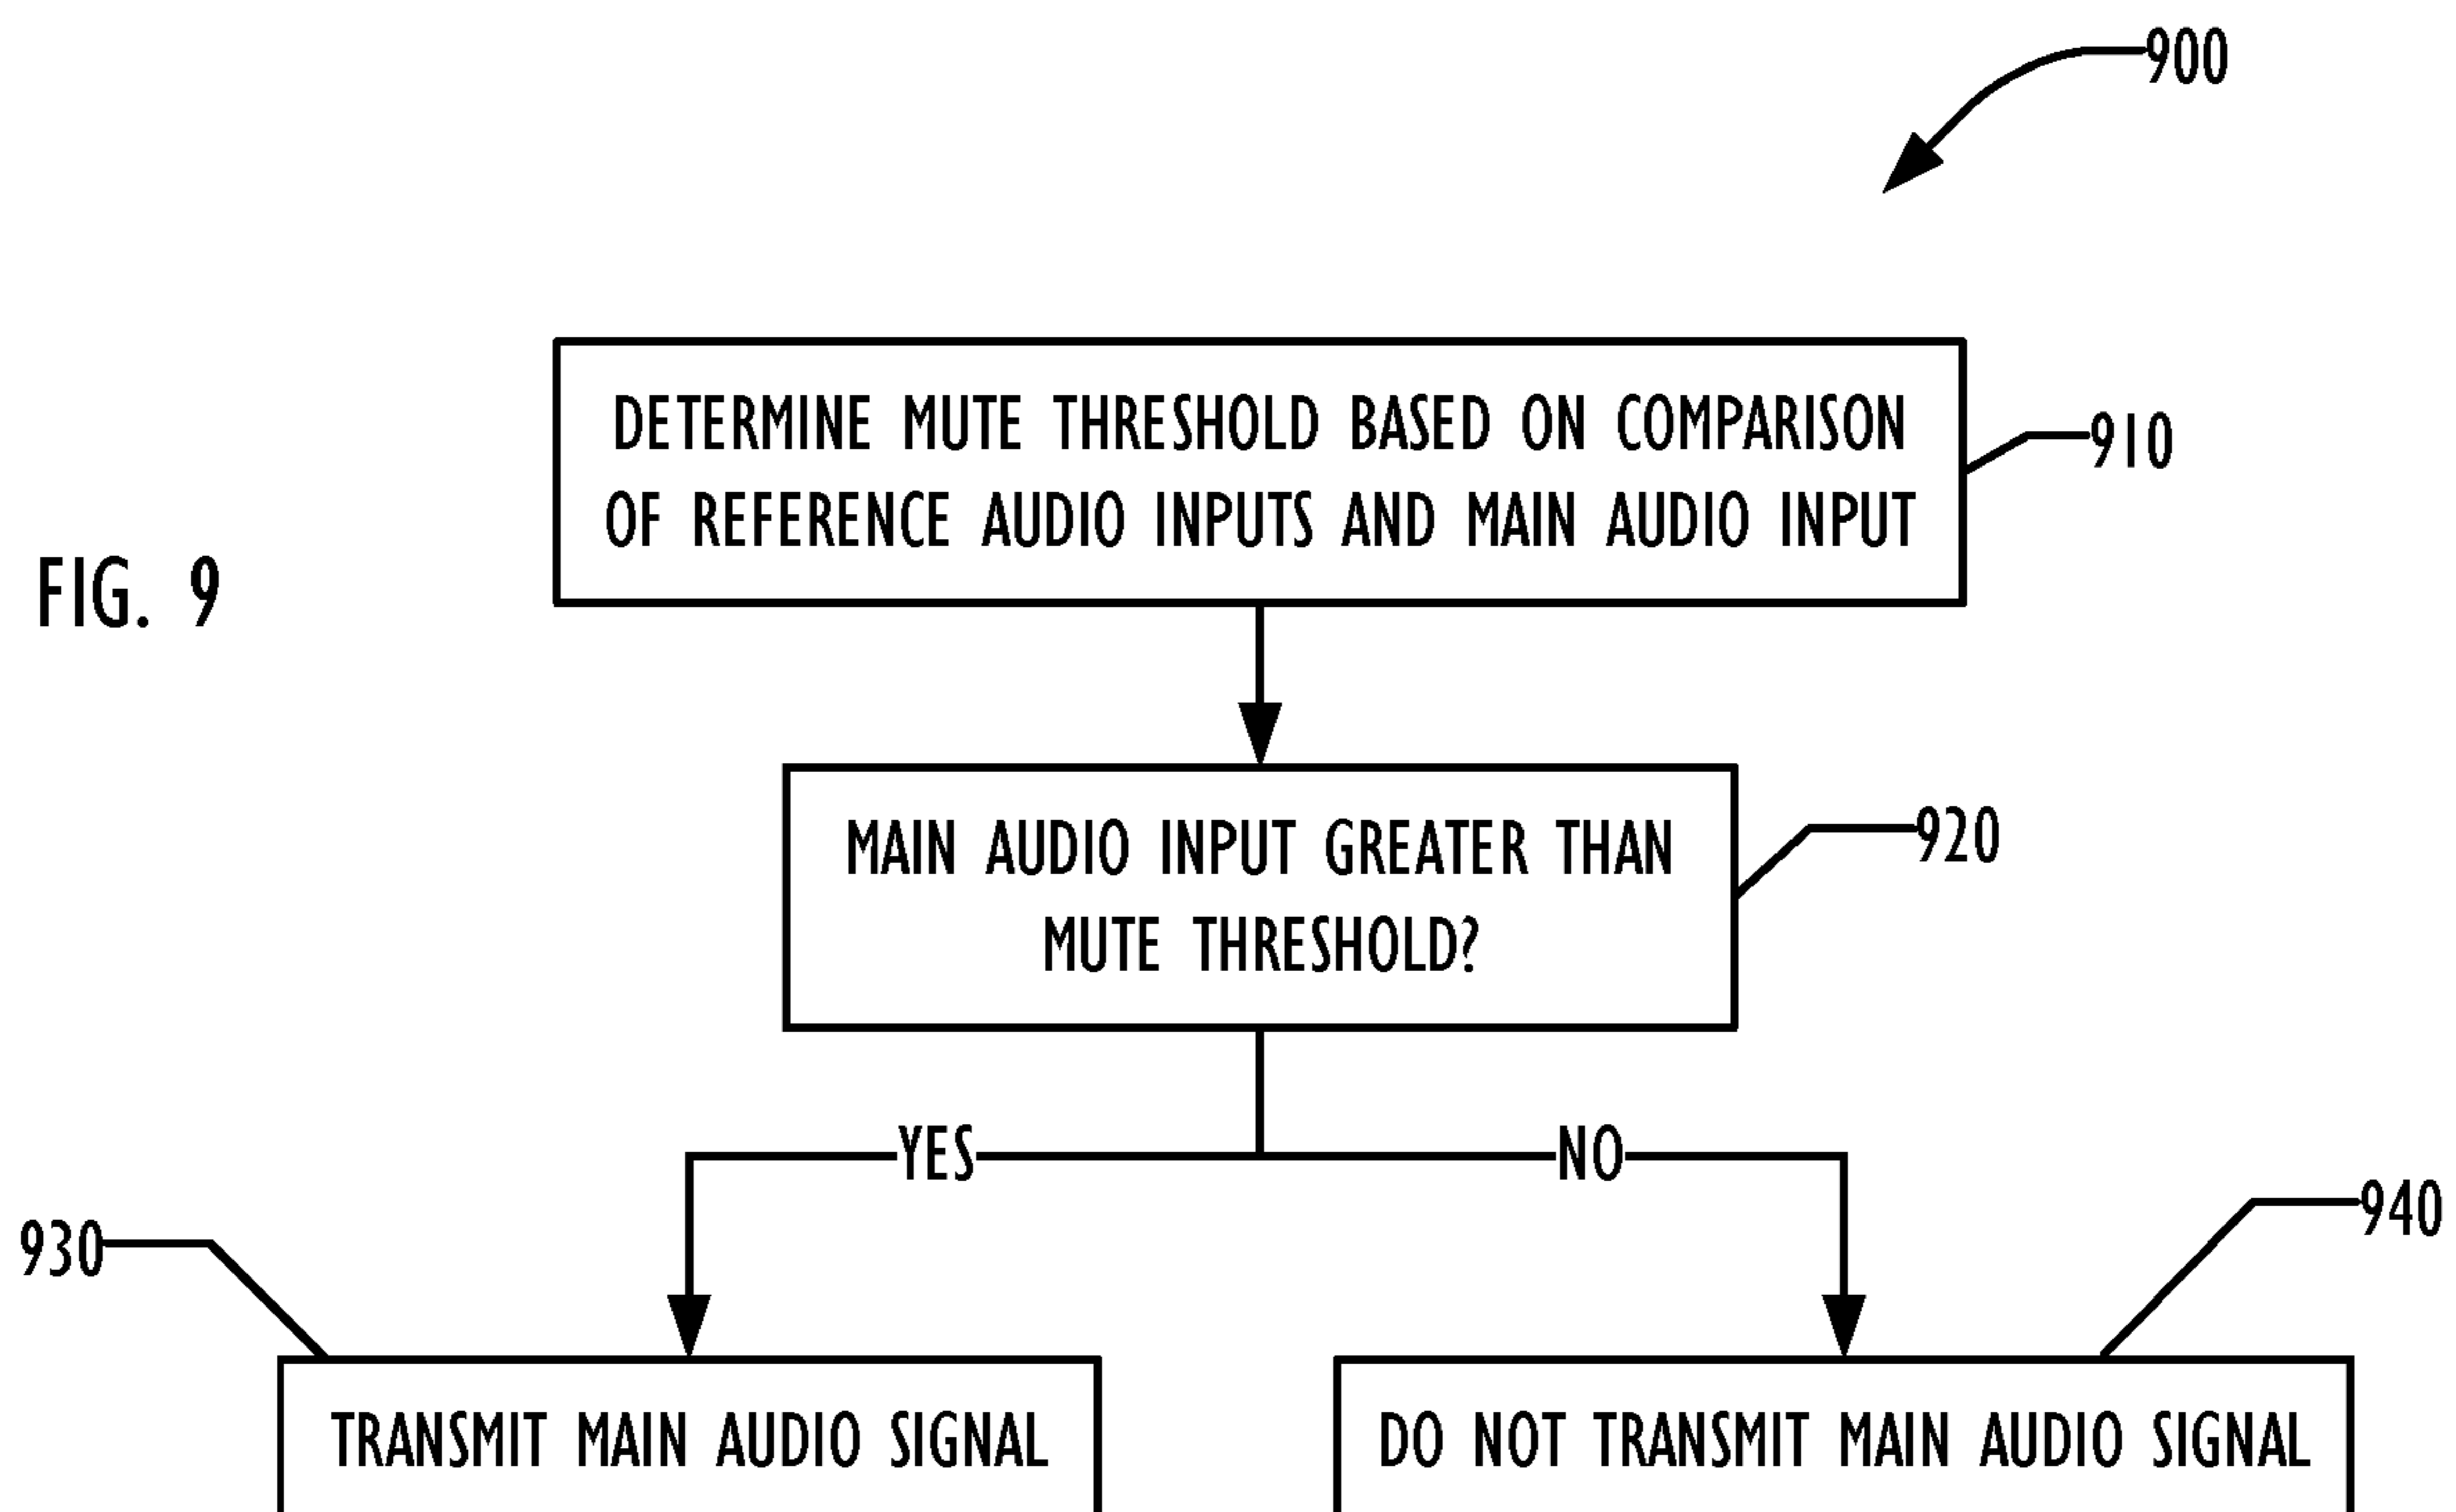 900
DETERMINE MUTE THRESHOLD BASED ON COMPARISON
OF REFERENCE AUDIO INPUTS AND MAIN AUDIO INPUT
910
FIG. 9
MAIN AUDIO INPUT GREATER THAN
MUTE THRESHOLD?
920
YES
NO
930
940
TRANSMIT MAIN AUDIO SIGNAL
DO NOT TRANSMIT MAIN AUDIO SIGNAL